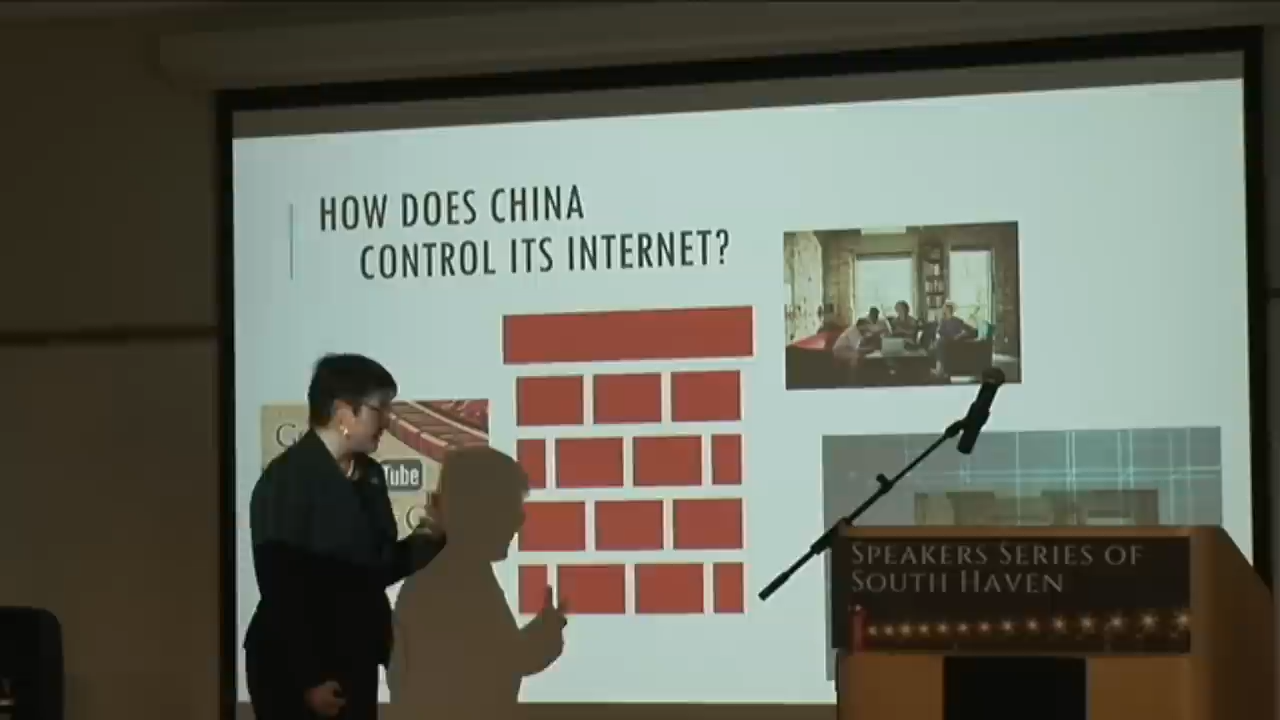 HOW DOES CHINA
CONTROL ITS INTERNET?
Tube
SPEAKERS SERIES OF
SOUTH HAVEN